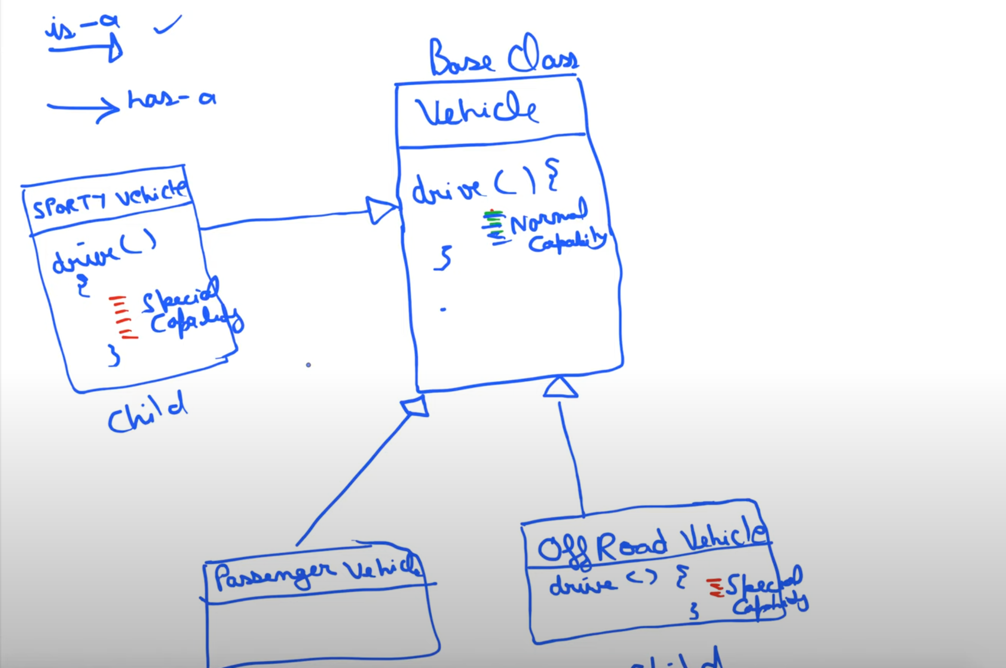 is-a
has-a
Base Class
Vehicle
drive ( ) {
Normal
Capability
}
SPORTY Vehicle
drive ( )
{
Special
Capability
}
Child
Passenger Vehicle
Off Road Vehicle
drive ( ) {
Special
Capability
}
Child